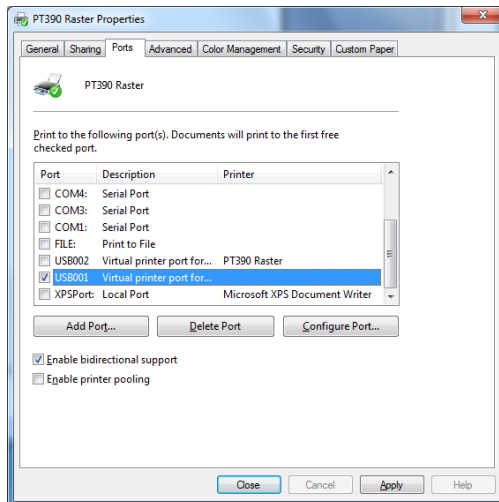 PT390 Raster Properties
General Sharing Ports Advanced Color Management Security Custom Paper
PT390 Raster
Print to the following port(s). Documents will print to the first free
checked port.
Port Description Printer
COM4: Serial Port
COM3: Serial Port
COM1: Serial Port
FILE: Print to File
USB002 Virtual printer port for... PT390 Raster
USB001 Virtual printer port for...
XPSPort: Local Port Microsoft XPS Document Writer
Add Port... Delete Port Configure Port...
Enable bidirectional support
Enable printer pooling
Close Cancel Apply Help